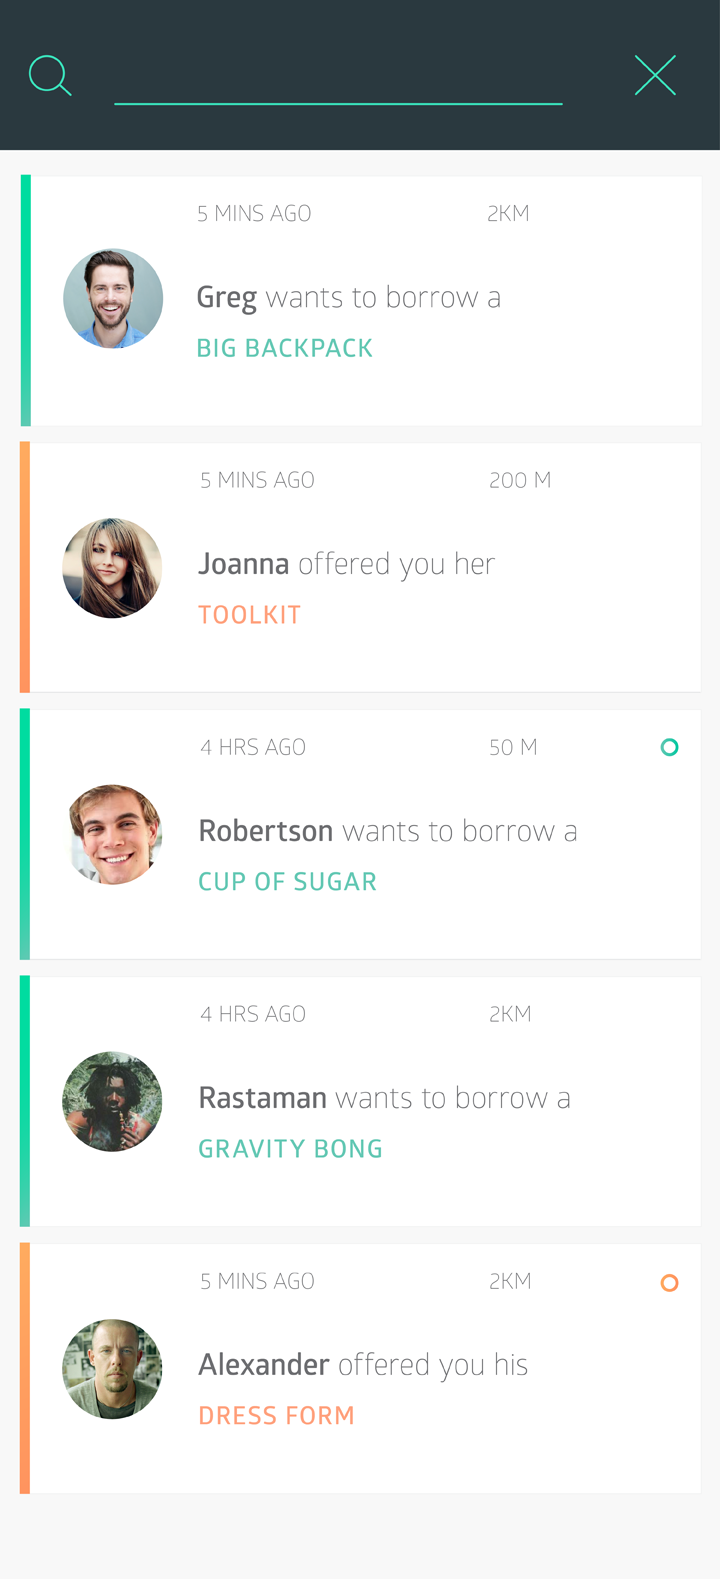 5 MINS AGO 2KM
Greg wants to borrow a
BIG BACKPACK
5 MINS AGO 200 M
Joanna offered you her
TOOLKIT
4 HRS AGO 50 M
Robertson wants to borrow a
CUP OF SUGAR
4 HRS AGO 2KM
Rastaman wants to borrow a
GRAVITY BONG
5 MINS AGO 2KM
Alexander offered you his
DRESS FORM